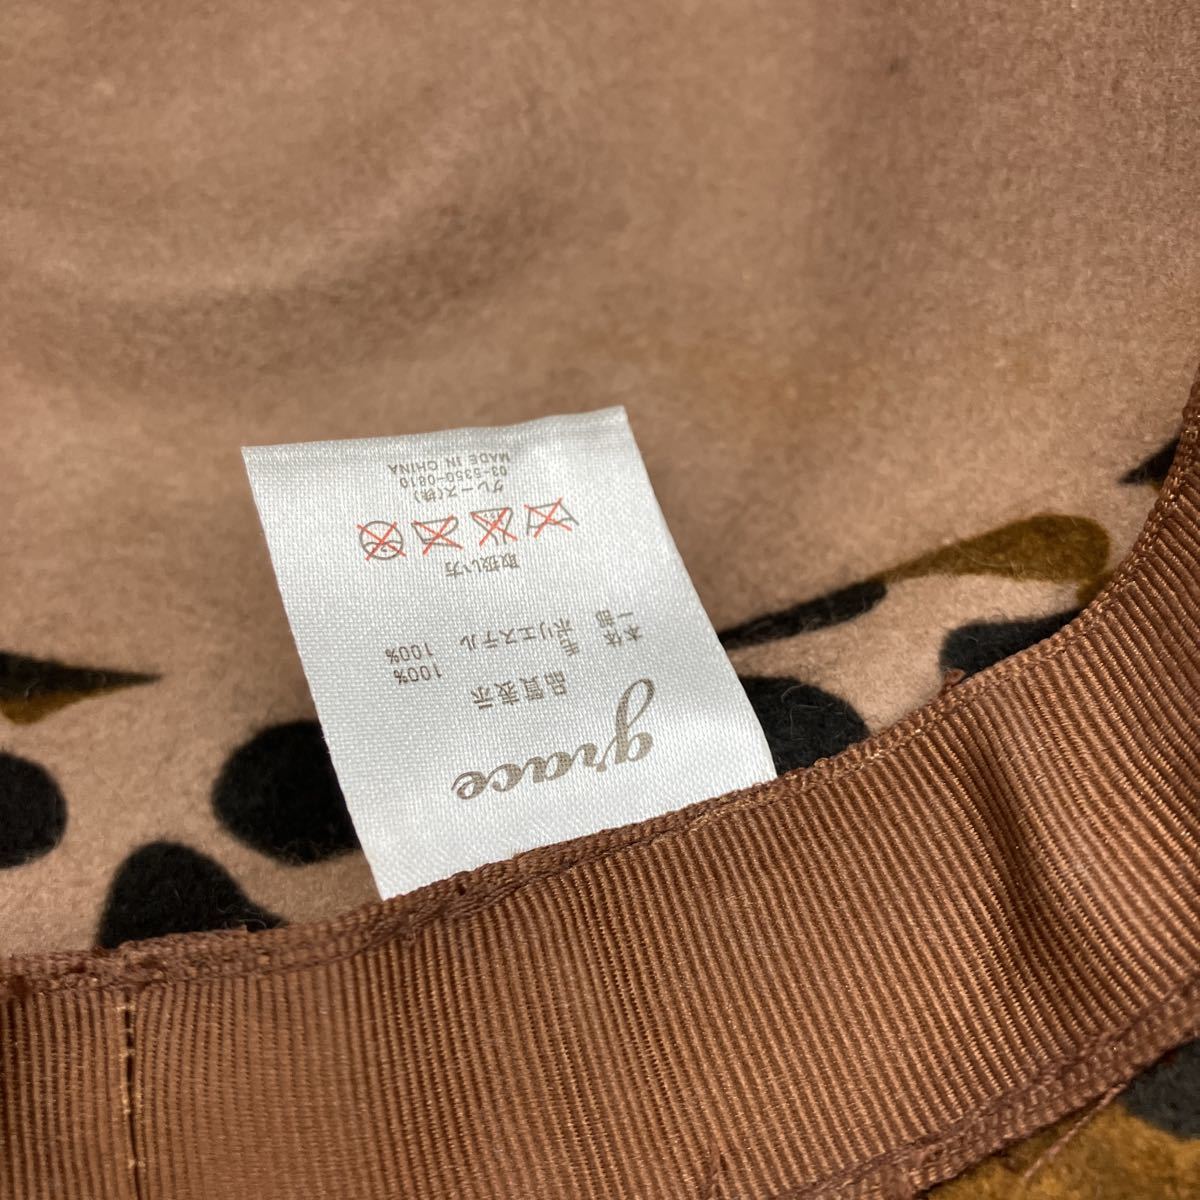 grace
品質表示
本体 毛 100%
一部 ポリエステル 100%
取扱い方
グレース(株)
03-5350-0810
MADE IN CHINA